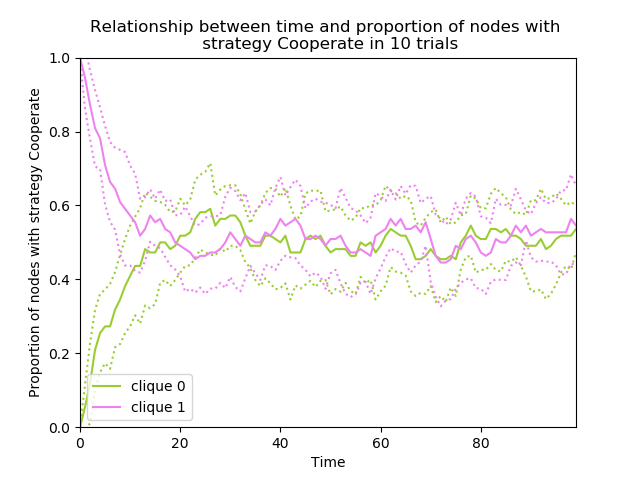 Relationship between time and proportion of nodes with
strategy Cooperate in 10 trials
Proportion of nodes with strategy Cooperate
1.0
0.8
0.6
0.4
0.2
0.0
clique 0
clique 1
0
20
40
60
80
Time